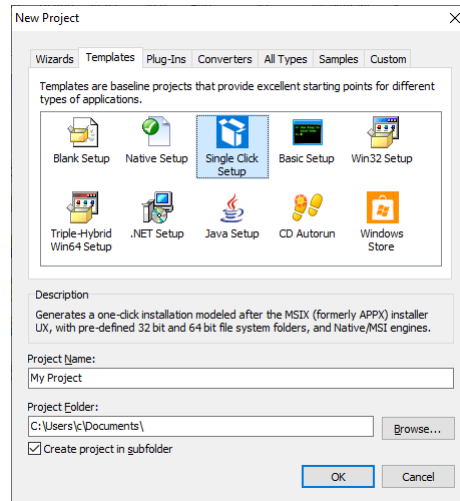 New Project
Wizards Templates Plug-Ins Converters All Types Samples Custom
Templates are baseline projects that provide excellent starting points for different
types of applications.
Blank Setup Native Setup Single Click Setup Basic Setup Win32 Setup
Triple-Hybrid Win64 Setup .NET Setup Java Setup CD Autorun Windows Store
Description
Generates a one-click installation modeled after the MSIX (formerly APPX) installer
UX, with pre-defined 32 bit and 64 bit file system folders, and Native/MSI engines.
Project Name:
My Project
Project Folder:
C:\Users\c\Documents\
Browse...
Create project in subfolder
OK Cancel